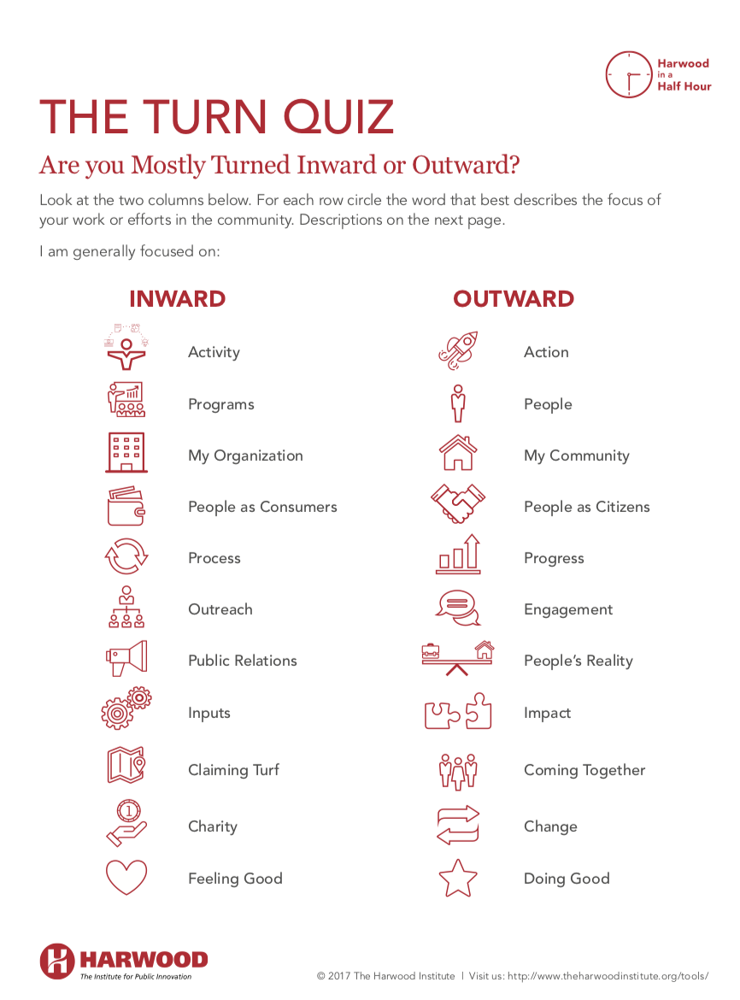 Harwood
in a
Half Hour
THE TURN QUIZ
Are you Mostly Turned Inward or Outward?
Look at the two columns below. For each row circle the word that best describes the focus of
your work or efforts in the community. Descriptions on the next page.
I am generally focused on:
INWARD OUTWARD
Activity Action
Programs People
My Organization My Community
People as Consumers People as Citizens
Process Progress
Outreach Engagement
Public Relations People's Reality
Inputs Impact
Claiming Turf Coming Together
1
Charity Change
Feeling Good Doing Good
HARWOOD
The Institute for Public Innovation
© 2017 The Harwood Institute | Visit us: http://www.theharwoodinstitute.org/tools/